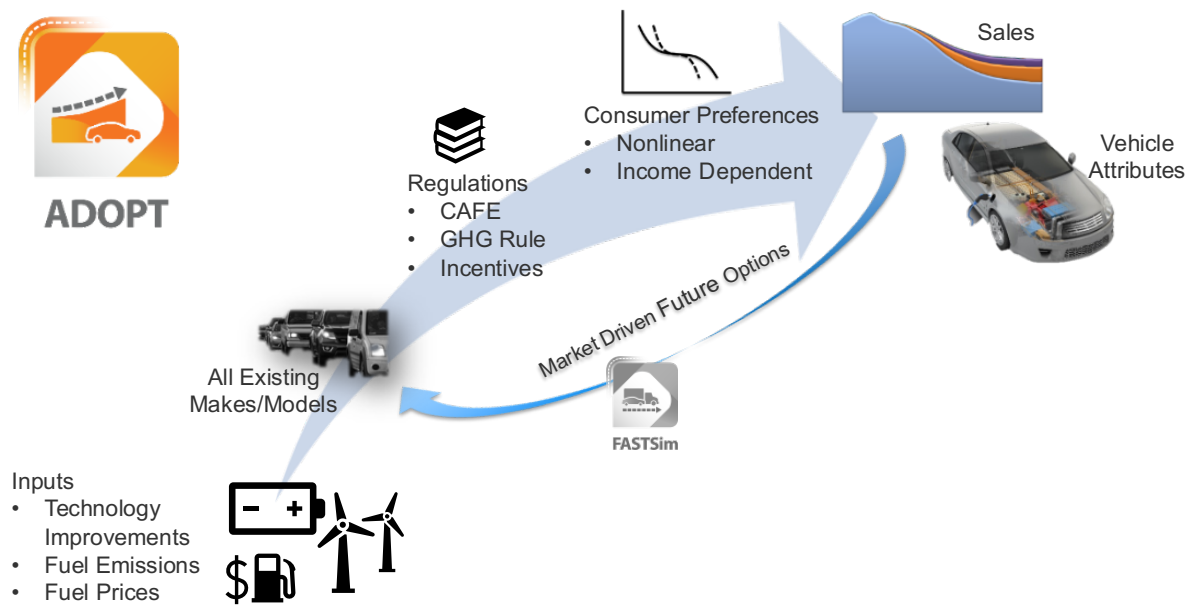 ADOPT
Sales
Vehicle
Attributes
Consumer Preferences
• Nonlinear
• Income Dependent
Regulations
• CAFE
• GHG Rule
• Incentives
All Existing
Makes/Models
Market Driven Future Options
FASTSim
Inputs
• Technology
Improvements
• Fuel Emissions
• Fuel Prices
- +
$